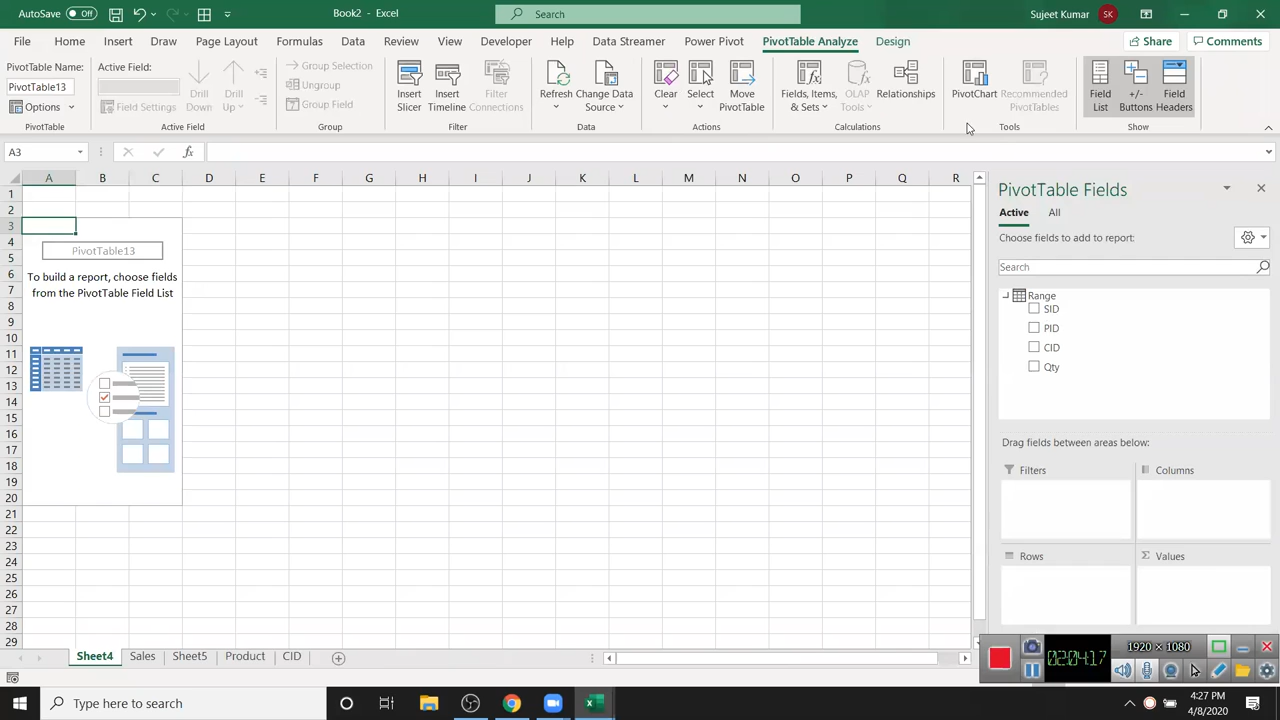 AutoSave Off Book2 - Excel Search Sujeet Kumar SK
File Home Insert Draw Page Layout Formulas Data Review View Developer Help Data Streamer Power Pivot PivotTable Analyze Design Share Comments
PivotTable Name:
PivotTable13
Options
PivotTable
Active Field:
Field Settings
Drill Down
Drill Up
Active Field
Group Selection
Ungroup
Group Field
Group
Insert Slicer
Insert Timeline
Filter Connections
Filter
Refresh
Change Data Source
Data
Clear
Select
Move PivotTable
Actions
Fields, Items, & Sets
OLAP Tools
Relationships
Calculations
PivotChart
Recommended PivotTables
Tools
Field List
+/- Buttons
Field Headers
Show
A3 fx
A B C D E F G H I J K L M N O P Q R
1
2
3
4
5
6
7
8
9
10
11
12
13
14
15
16
17
18
19
20
21
22
23
24
25
26
27
28
29
PivotTable13
To build a report, choose fields
from the PivotTable Field List
PivotTable Fields
Active All
Choose fields to add to report:
Search
Range
SID
PID
CID
Qty
Drag fields between areas below:
Filters Columns
Rows Values
Sheet4 Sales Sheet5 Product CID
02:04:17
1920 × 1080
Type here to search
4:27 PM
4/8/2020